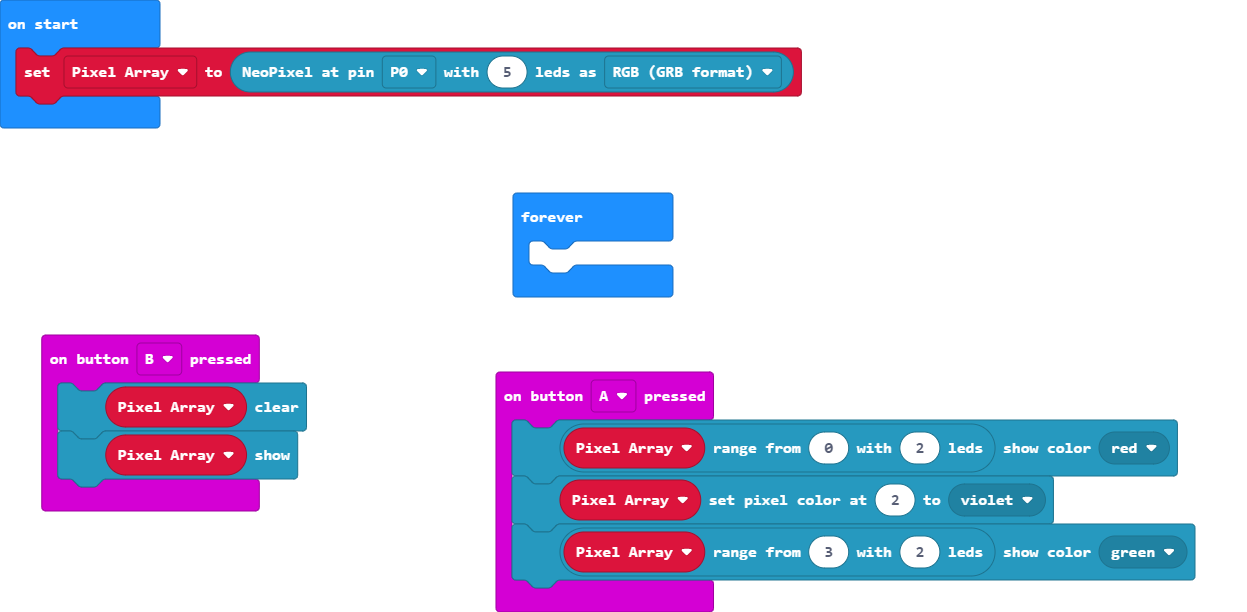 on start
set Pixel Array to NeoPixel at pin P0 with 5 leds as RGB (GRB format)
forever
on button B pressed
Pixel Array clear
Pixel Array show
on button A pressed
Pixel Array range from 0 with 2 leds show color red
Pixel Array set pixel color at 2 to violet
Pixel Array range from 3 with 2 leds show color green